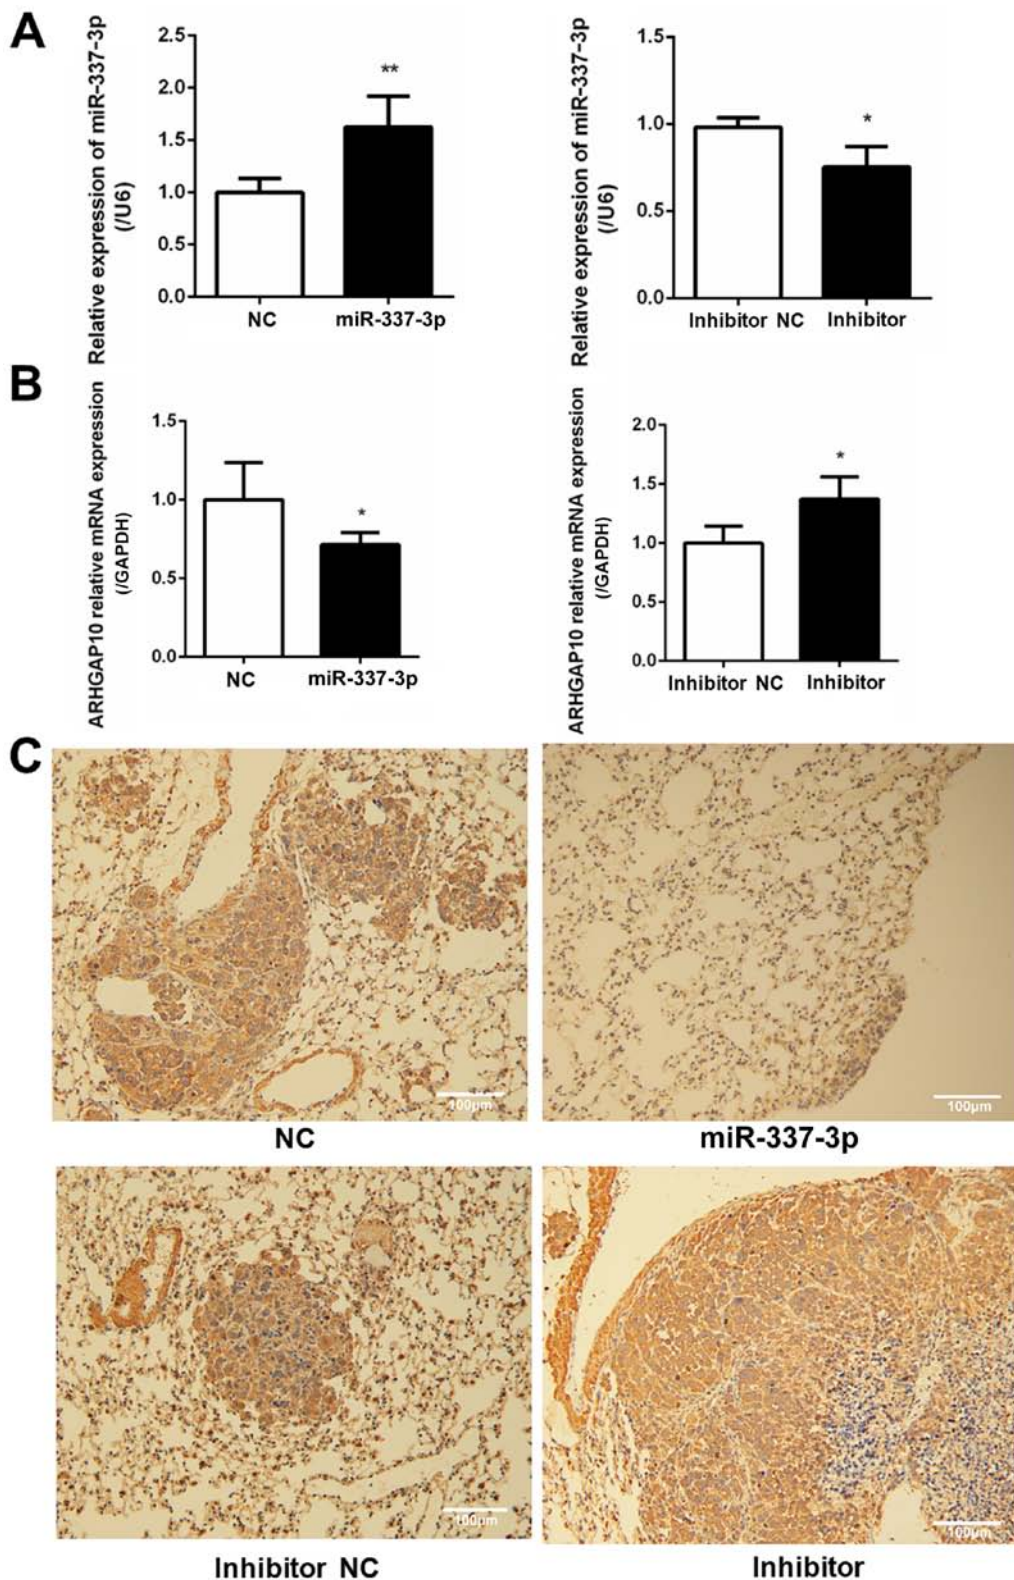 A
Relative expression of miR-337-3p
(/U6)
2.5
2.0
1.5
1.0
0.5
0.0
**
NC miR-337-3p
Relative expression of miR-337-3p
(/U6)
1.5
1.0
0.5
0.0
*
Inhibitor NC Inhibitor
B
ARHGAP10 relative mRNA expression
(/GAPDH)
1.5
1.0
0.5
0.0
*
NC miR-337-3p
ARHGAP10 relative mRNA expression
(/GAPDH)
2.0
1.5
1.0
0.5
0.0
*
Inhibitor NC Inhibitor
C
100μm
100μm
NC
miR-337-3p
100μm
100μm
Inhibitor NC
Inhibitor